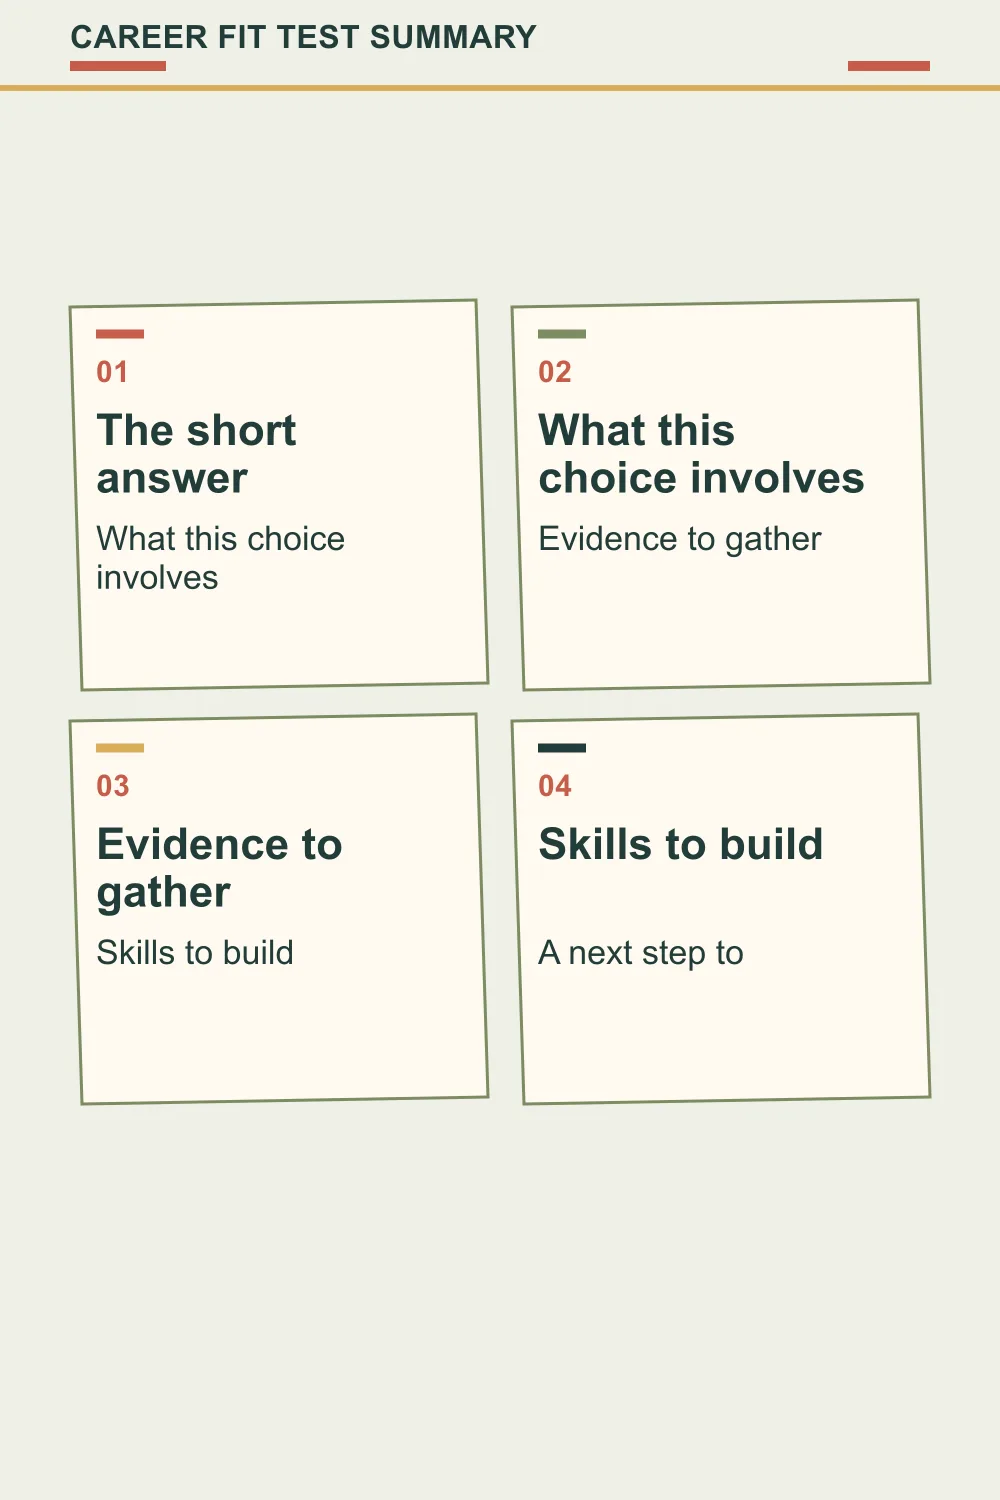 CAREER FIT TEST SUMMARY
01
The short
answer
What this choice
involves
02
What this
choice involves
Evidence to gather
03
Evidence to
gather
Skills to build
04
Skills to build
A next step to